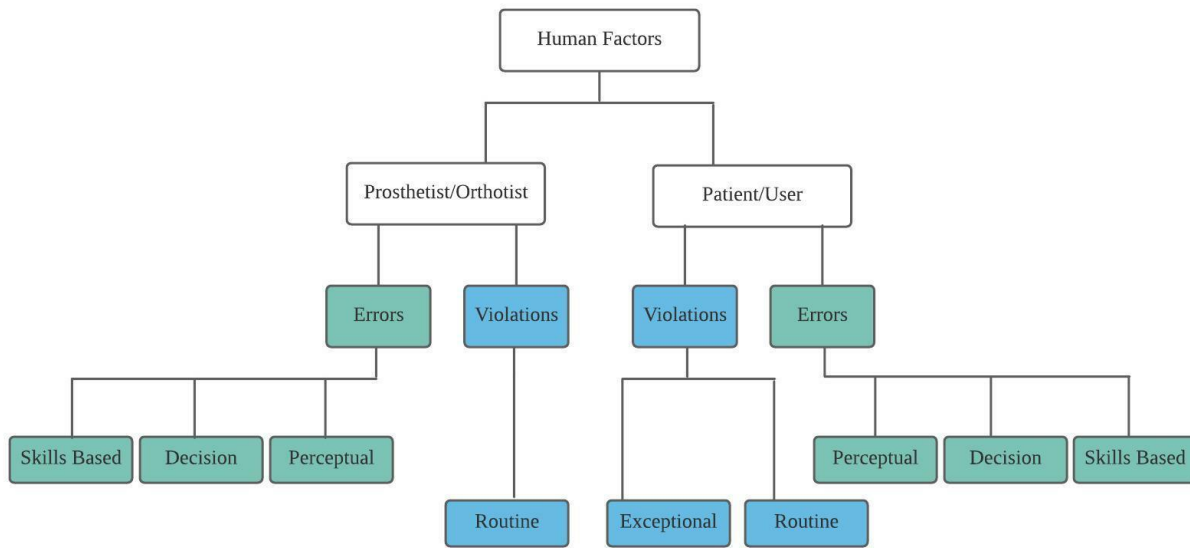 Human Factors
Prosthetist/Orthotist
Patient/User
Errors
Violations
Violations
Errors
Skills Based
Decision
Perceptual
Perceptual
Decision
Skills Based
Routine
Exceptional
Routine